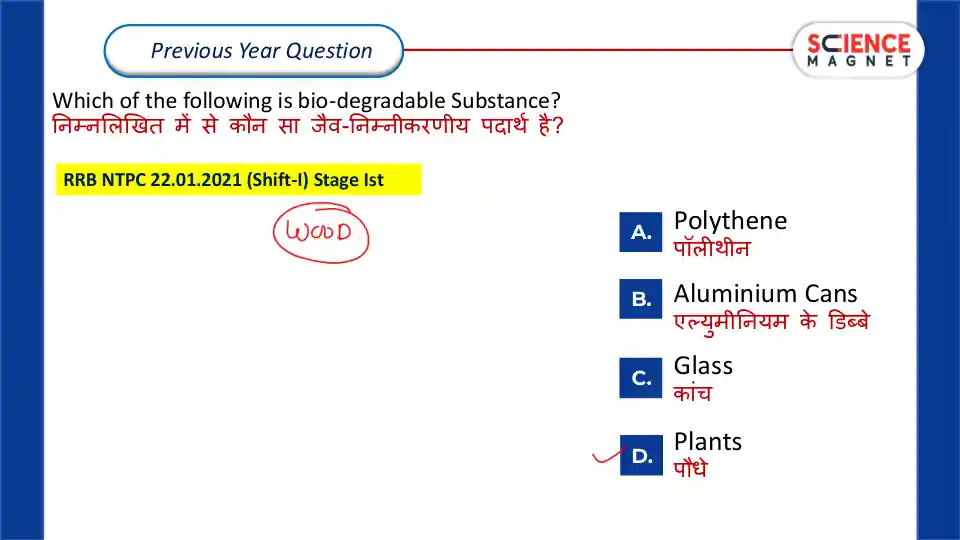 Previous Year Question
SCIENCE
MAGNET
Which of the following is bio-degradable Substance?
निम्नलिखित में से कौन सा जैव-निम्नीकरणीय पदार्थ है?
RRB NTPC 22.01.2021 (Shift-I) Stage Ist
WOOD
A. Polythene
पॉलीथीन
B. Aluminium Cans
एल्युमीनियम के डिब्बे
C. Glass
कांच
D. Plants
पौधे